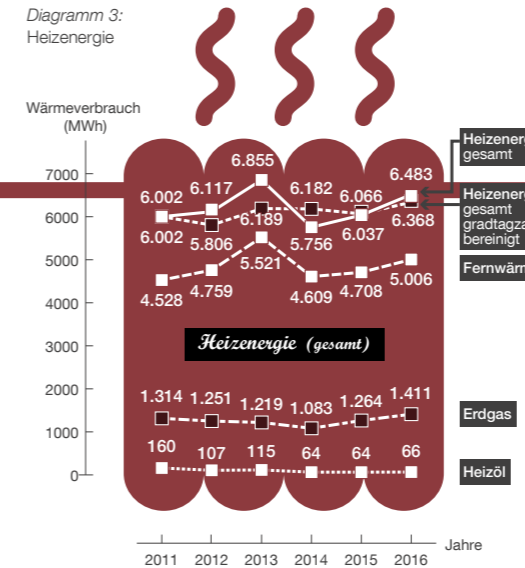 Diagramm 3:
Heizenergie
Wärmeverbrauch
(MWh)
7000
6000
5000
4000
3000
2000
1000
0
6.002 6.117 6.855 6.182 6.066 6.483
6.002 5.806 6.189 5.756 6.037 6.368
4.528 4.759 5.521 4.609 4.708 5.006
Heizenergie (gesamt)
1.314 1.251 1.219 1.083 1.264 1.411
160 107 115 64 64 66
gesamt
gesamt
bereinigt
Erdgas
Heizöl
2011 2012 2013 2014 2015 2016
Jahre